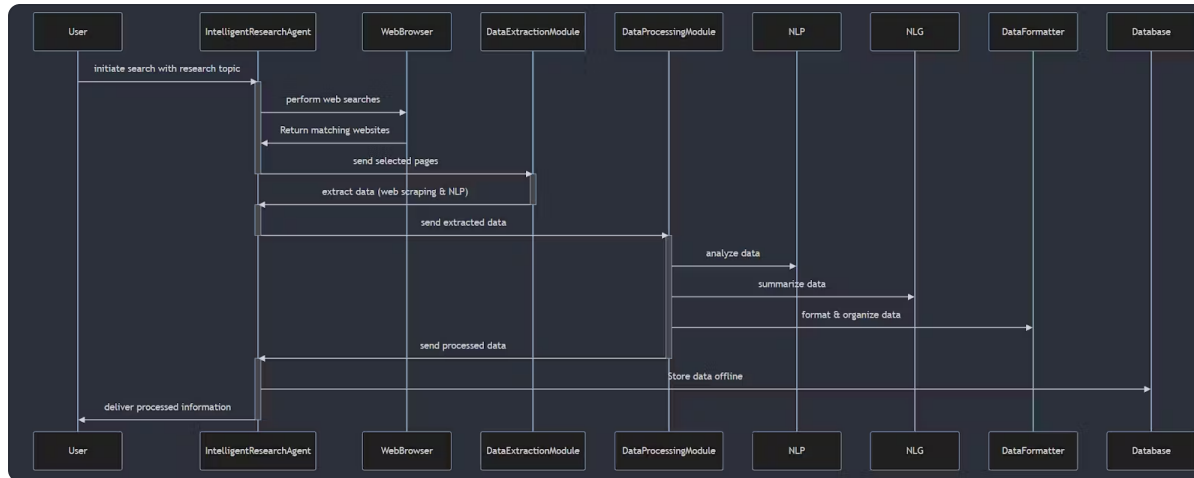 User IntelligentResearchAgent WebBrowser DataExtractionModule DataProcessingModule NLP NLG DataFormatter Database
initiate search with research topic
perform web searches
Return matching websites
send selected pages
extract data (web scraping & NLP)
send extracted data
analyze data
summarize data
format & organize data
send processed data
Store data offline
deliver processed information
User IntelligentResearchAgent WebBrowser DataExtractionModule DataProcessingModule NLP NLG DataFormatter Database